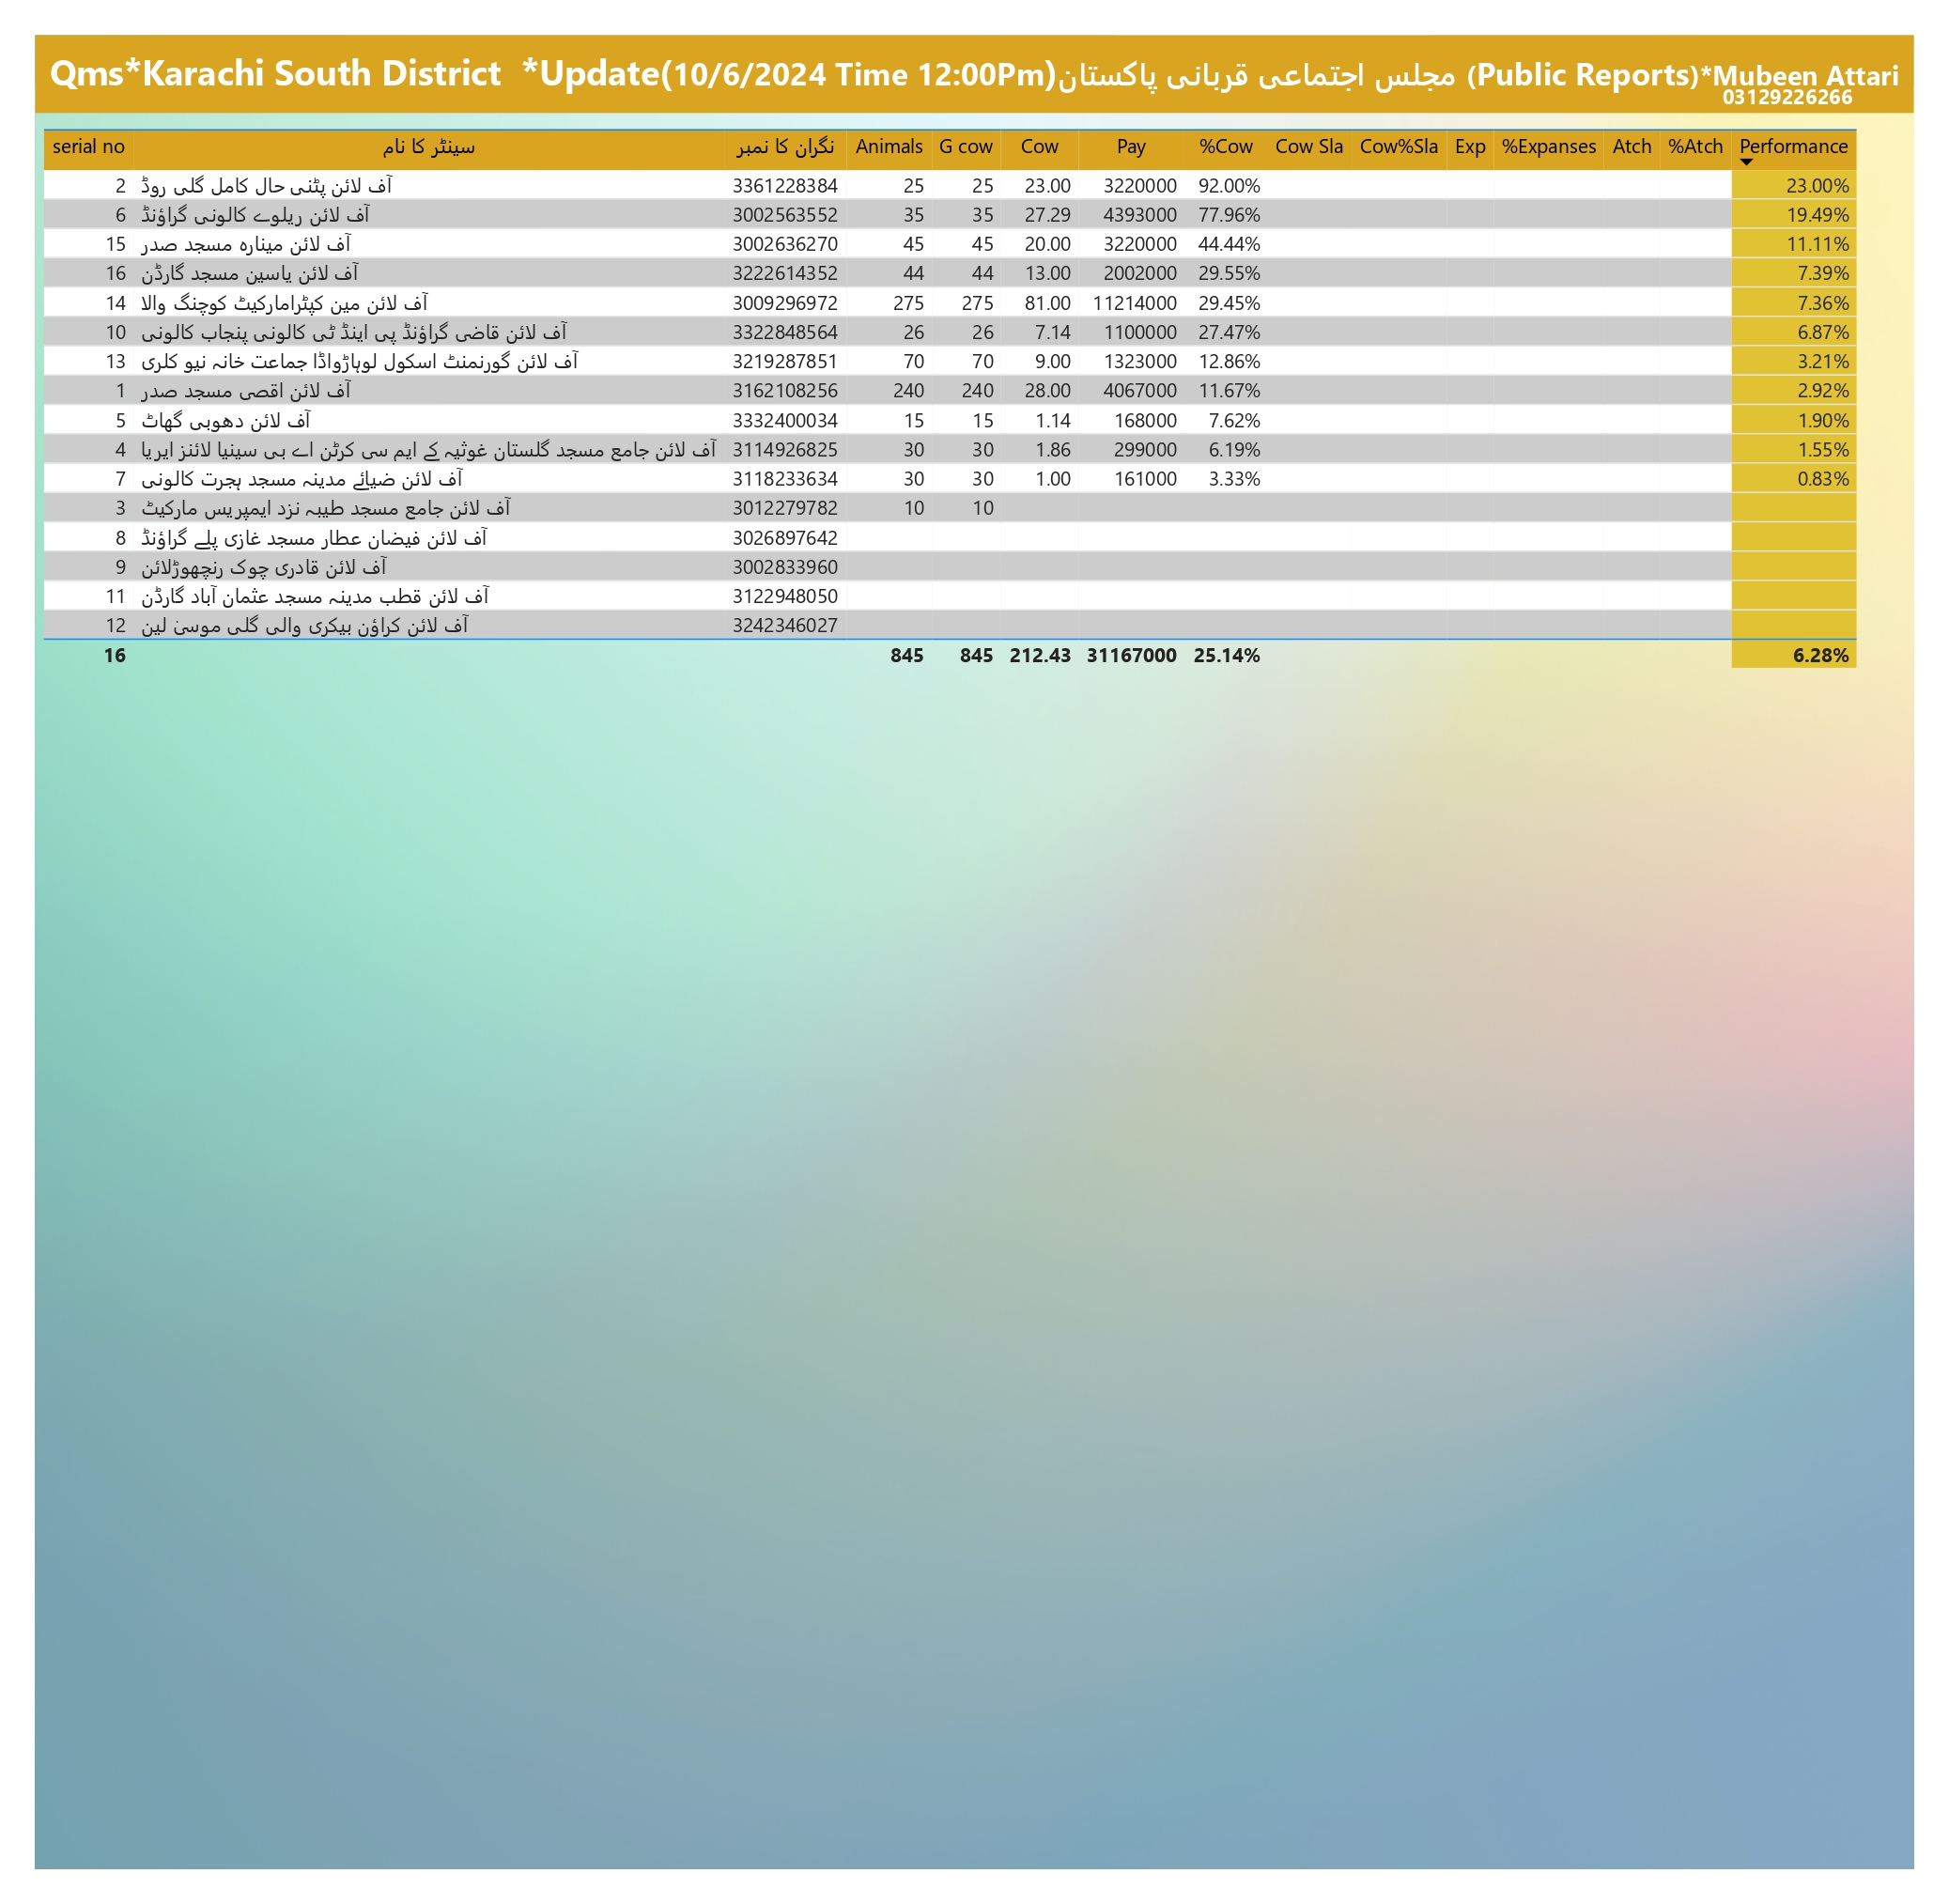 Qms*Karachi South District *Update(10/6/2024 Time 12:00Pm)مجلس اجتماعی قربانی پاکستان (Public Reports)*Mubeen Attari
03129226266
serial no سینٹر کا نام نگران کا نمبر Animals G cow Cow Pay %Cow Cow Sla Cow%Sla Exp %Expanses Atch %Atch Performance
2 آف لائن پٹنی حال کامل گلی روڈ 3361228384 25 25 23.00 3220000 92.00% 23.00%
6 آف لائن ریلوے کالونی گراؤنڈ 3002563552 35 35 27.29 4393000 77.96% 19.49%
15 آف لائن مینارہ مسجد صدر 3002636270 45 45 20.00 3220000 44.44% 11.11%
16 آف لائن یاسین مسجد گارڈن 3222614352 44 44 13.00 2002000 29.55% 7.39%
14 آف لائن مین کپٹرامارکیٹ کوچنگ والا 3009296972 275 275 81.00 11214000 29.45% 7.36%
10 آف لائن قاضی گراؤنڈ پی اینڈ ٹی کالونی پنجاب کالونی 3322848564 26 26 7.14 1100000 27.47% 6.87%
13 آف لائن گورنمنٹ اسکول لوہاڑواڈا جماعت خانہ نیو کلری 3219287851 70 70 9.00 1323000 12.86% 3.21%
1 آف لائن اقصی مسجد صدر 3162108256 240 240 28.00 4067000 11.67% 2.92%
5 آف لائن دھوبی گھاٹ 3332400034 15 15 1.14 168000 7.62% 1.90%
4 آف لائن جامع مسجد گلستان غوثیہ کے ایم سی کرٹن اے بی سینیا لائنز ایریا 3114926825 30 30 1.86 299000 6.19% 1.55%
7 آف لائن ضیائے مدینہ مسجد ہجرت کالونی 3118233634 30 30 1.00 161000 3.33% 0.83%
3 آف لائن جامع مسجد طیبہ نزد ایمپریس مارکیٹ 3012279782 10 10
8 آف لائن فیضان عطار مسجد غازی پلے گراؤنڈ 3026897642
9 آف لائن قادری چوک رنچھوڑلائن 3002833960
11 آف لائن قطب مدینہ مسجد عثمان آباد گارڈن 3122948050
12 آف لائن کراؤن بیکری والی گلی موسیٰ لین 3242346027
16 845 845 212.43 31167000 25.14% 6.28%